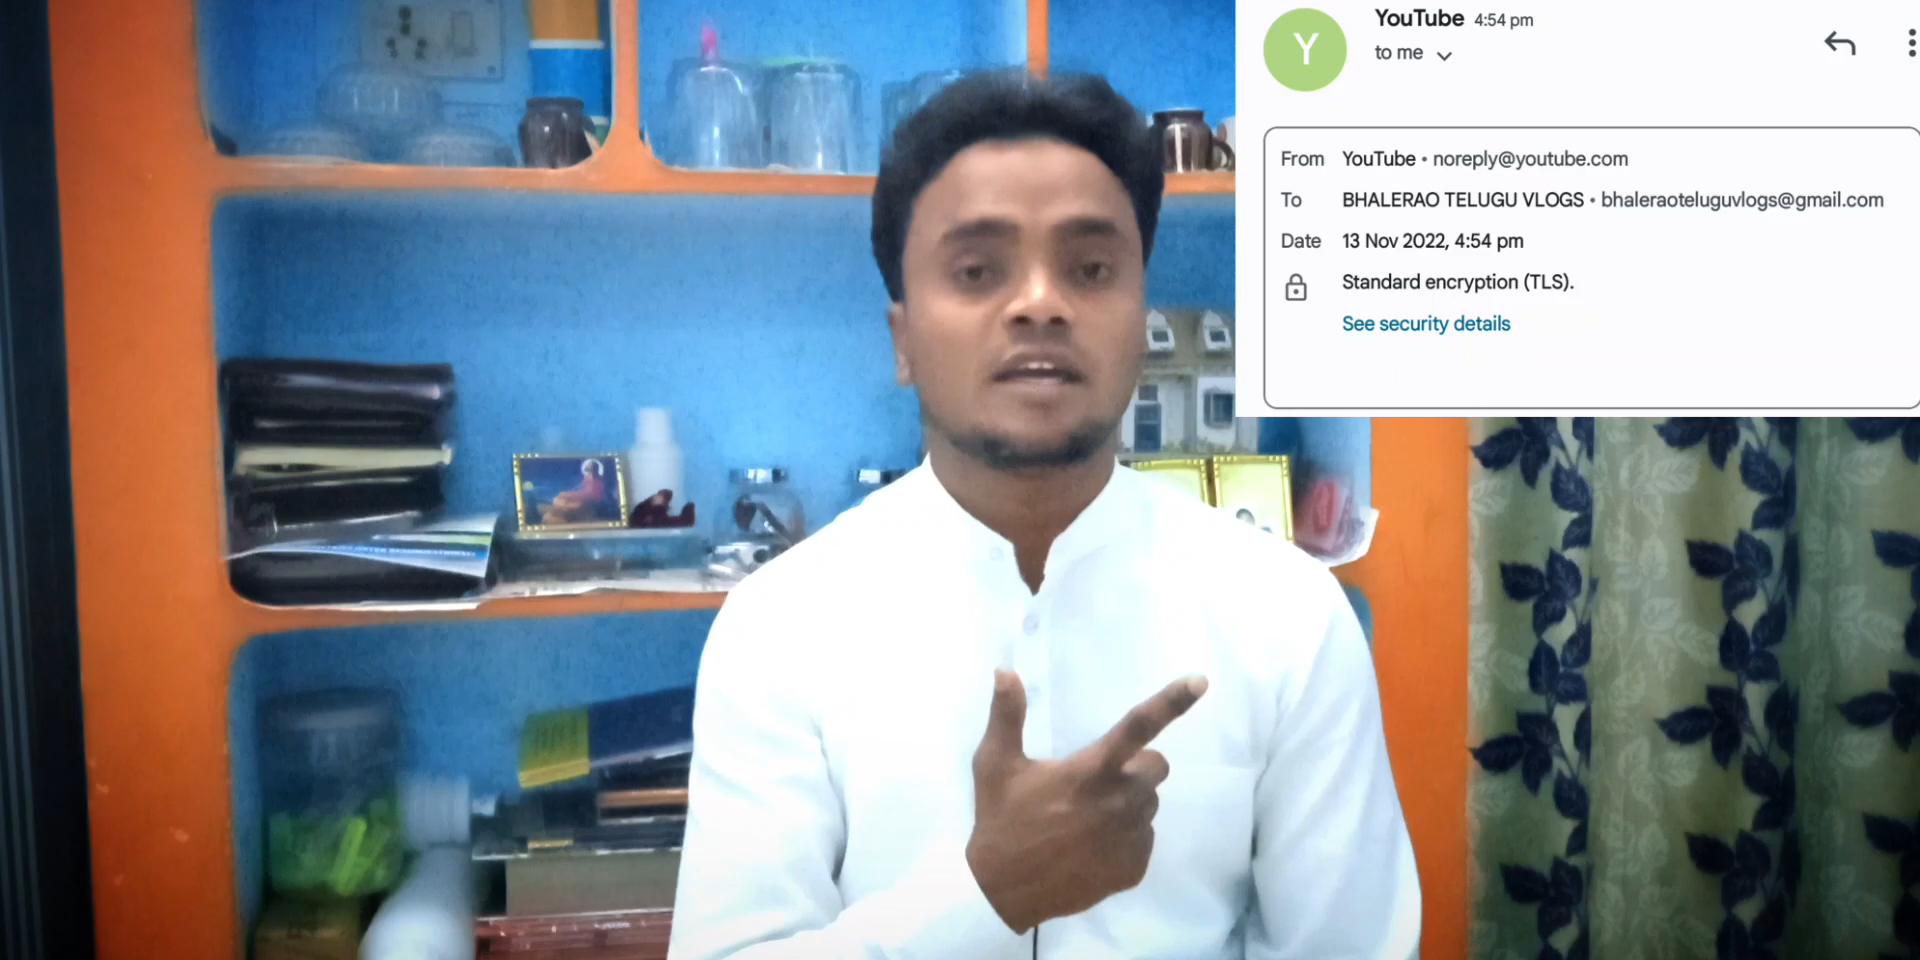 Y
YouTube 4:54 pm
to me
From YouTube • noreply@youtube.com
To BHALERAO TELUGU VLOGS • bhaleraoteluguvlogs@gmail.com
Date 13 Nov 2022, 4:54 pm
Standard encryption (TLS).
See security details